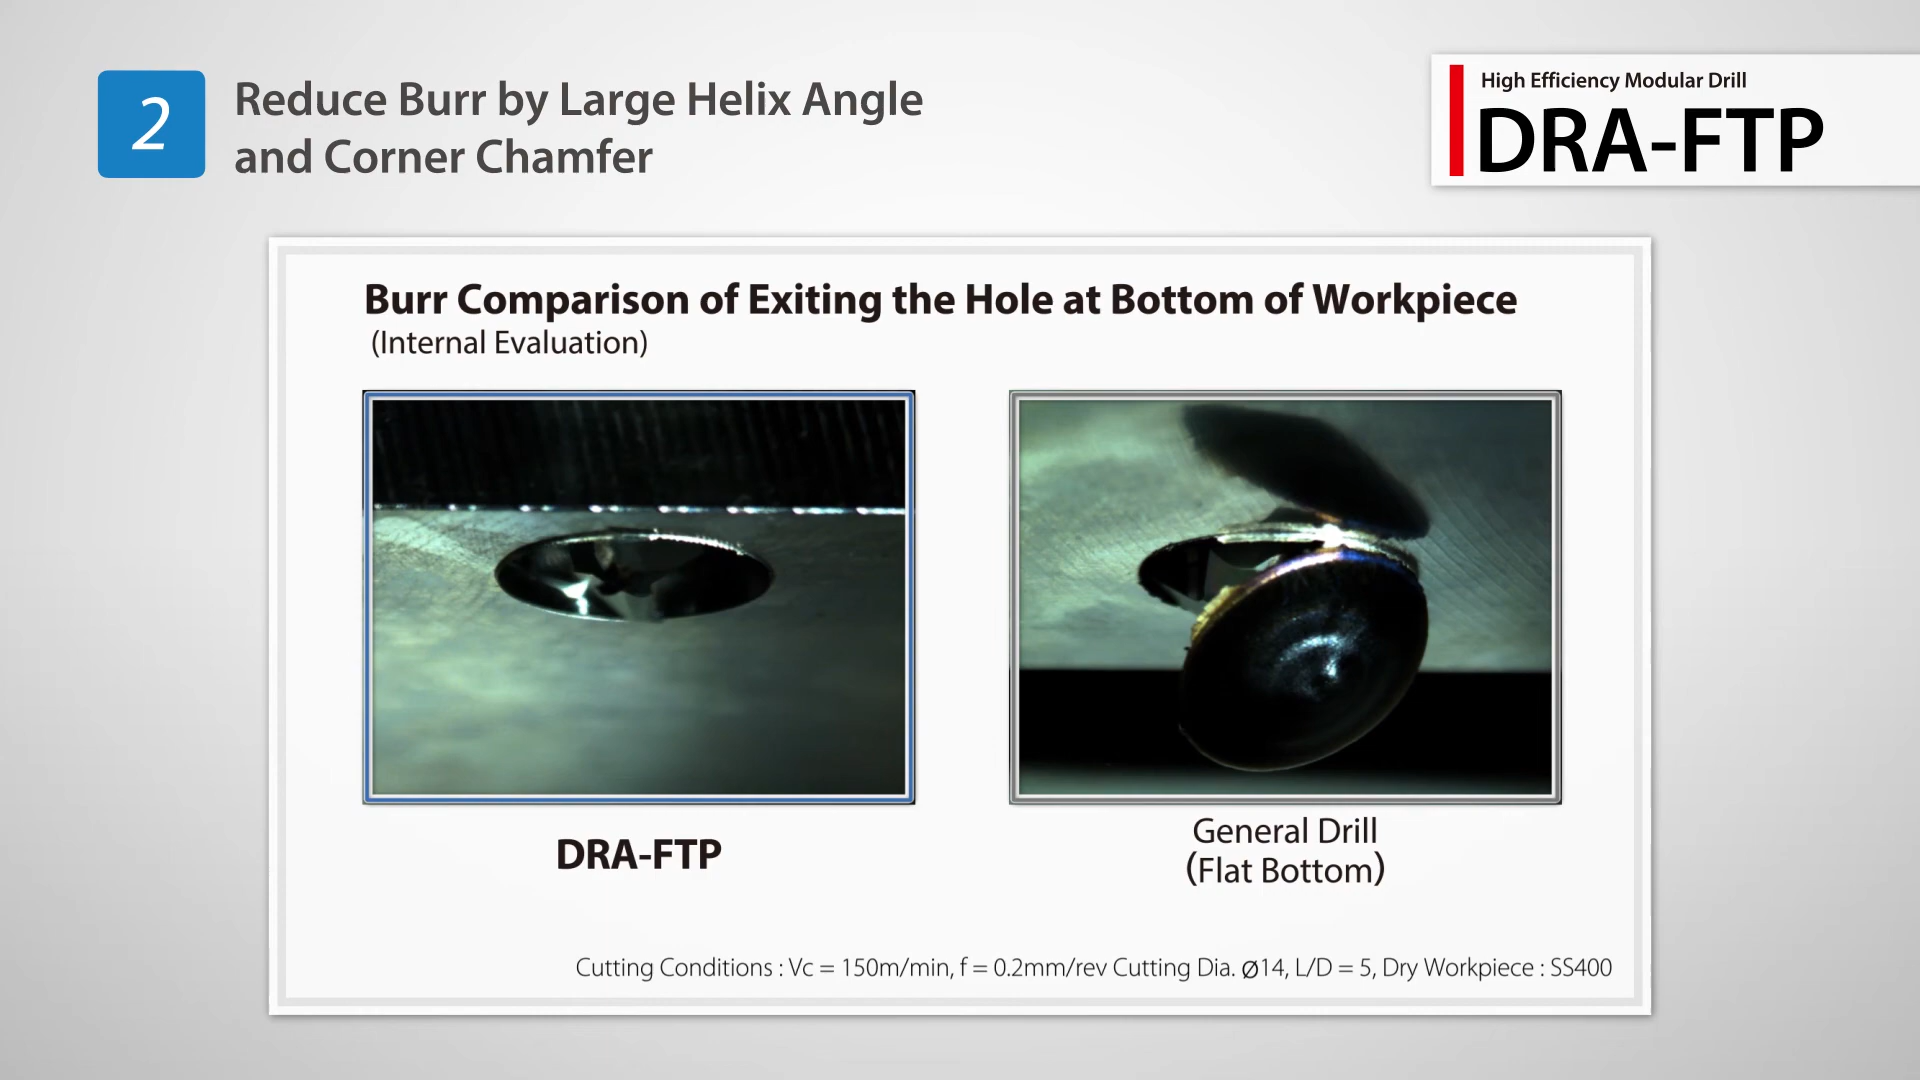 2
Reduce Burr by Large Helix Angle
and Corner Chamfer
High Efficiency Modular Drill
DRA-FTP
Burr Comparison of Exiting the Hole at Bottom of Workpiece
(Internal Evaluation)
DRA-FTP
General Drill
(Flat Bottom)
Cutting Conditions : Vc = 150m/min, f = 0.2mm/rev Cutting Dia. Ø14, L/D = 5, Dry Workpiece : SS400